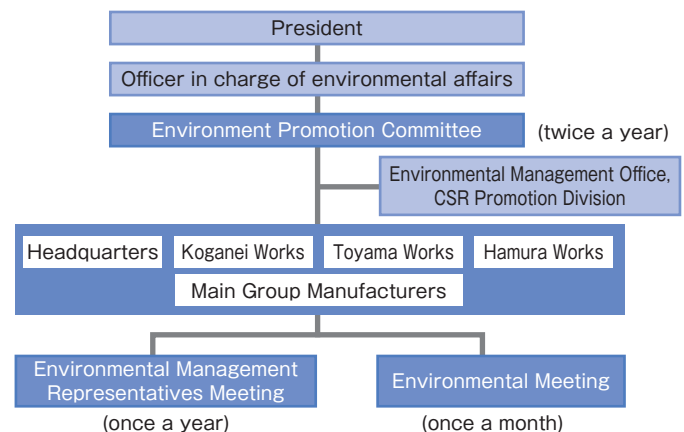 President
Officer in charge of environmental affairs
Environment Promotion Committee (twice a year)
Environmental Management Office,
CSR Promotion Division
Headquarters Koganei Works Toyama Works Hamura Works
Main Group Manufacturers
Environmental Management
Representatives Meeting
Environmental Meeting
(once a year) (once a month)